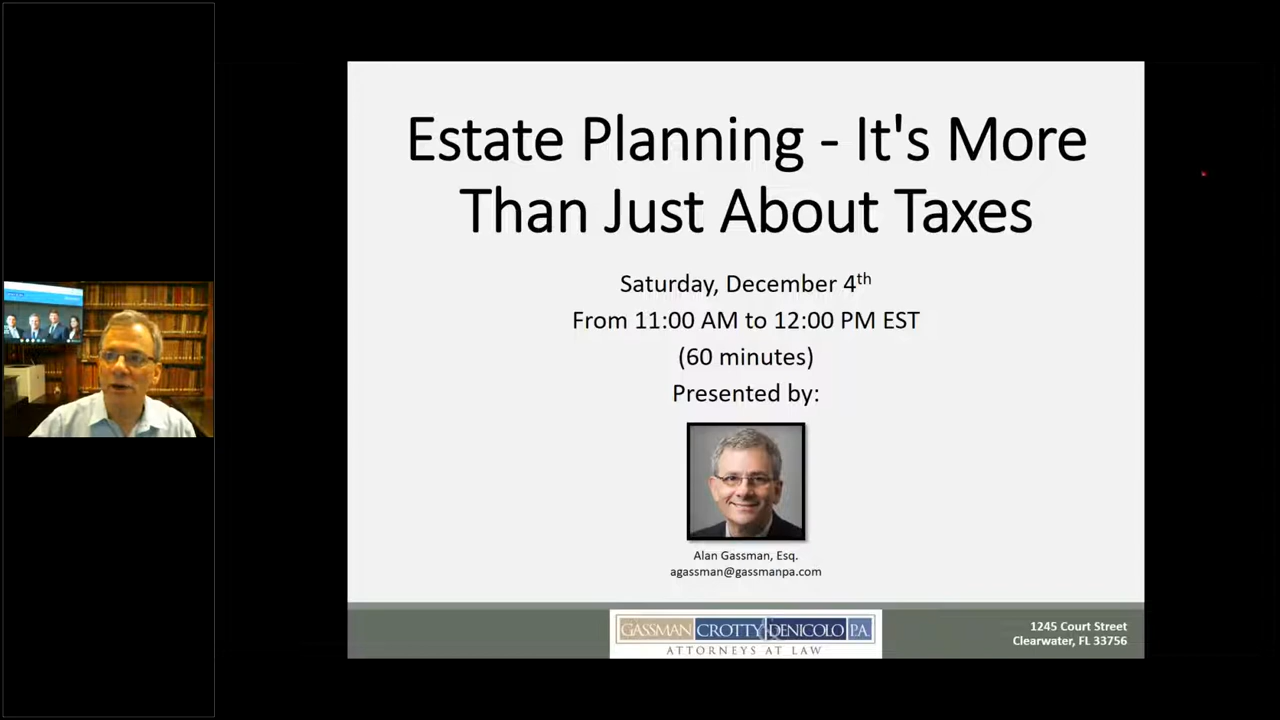 Estate Planning - It's More
Than Just About Taxes
Saturday, December 4th
From 11:00 AM to 12:00 PM EST
(60 minutes)
Presented by:
Alan Gassman, Esq.
agassman@gassmanpa.com
GASSMAN CROTTY DENICOLO P.A.
ATTORNEYS AT LAW
1245 Court Street
Clearwater, FL 33756